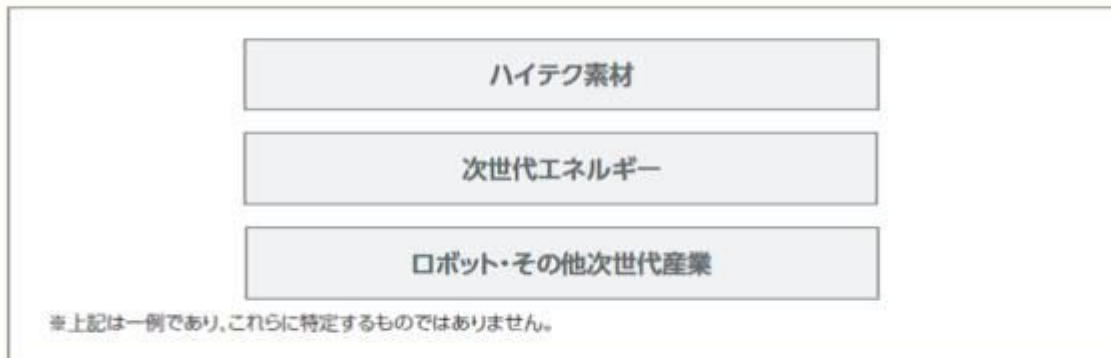 ハイテク素材
次世代エネルギー
ロボット・その他次世代産業
※上記は一例であり、これらに特定するものではありません。